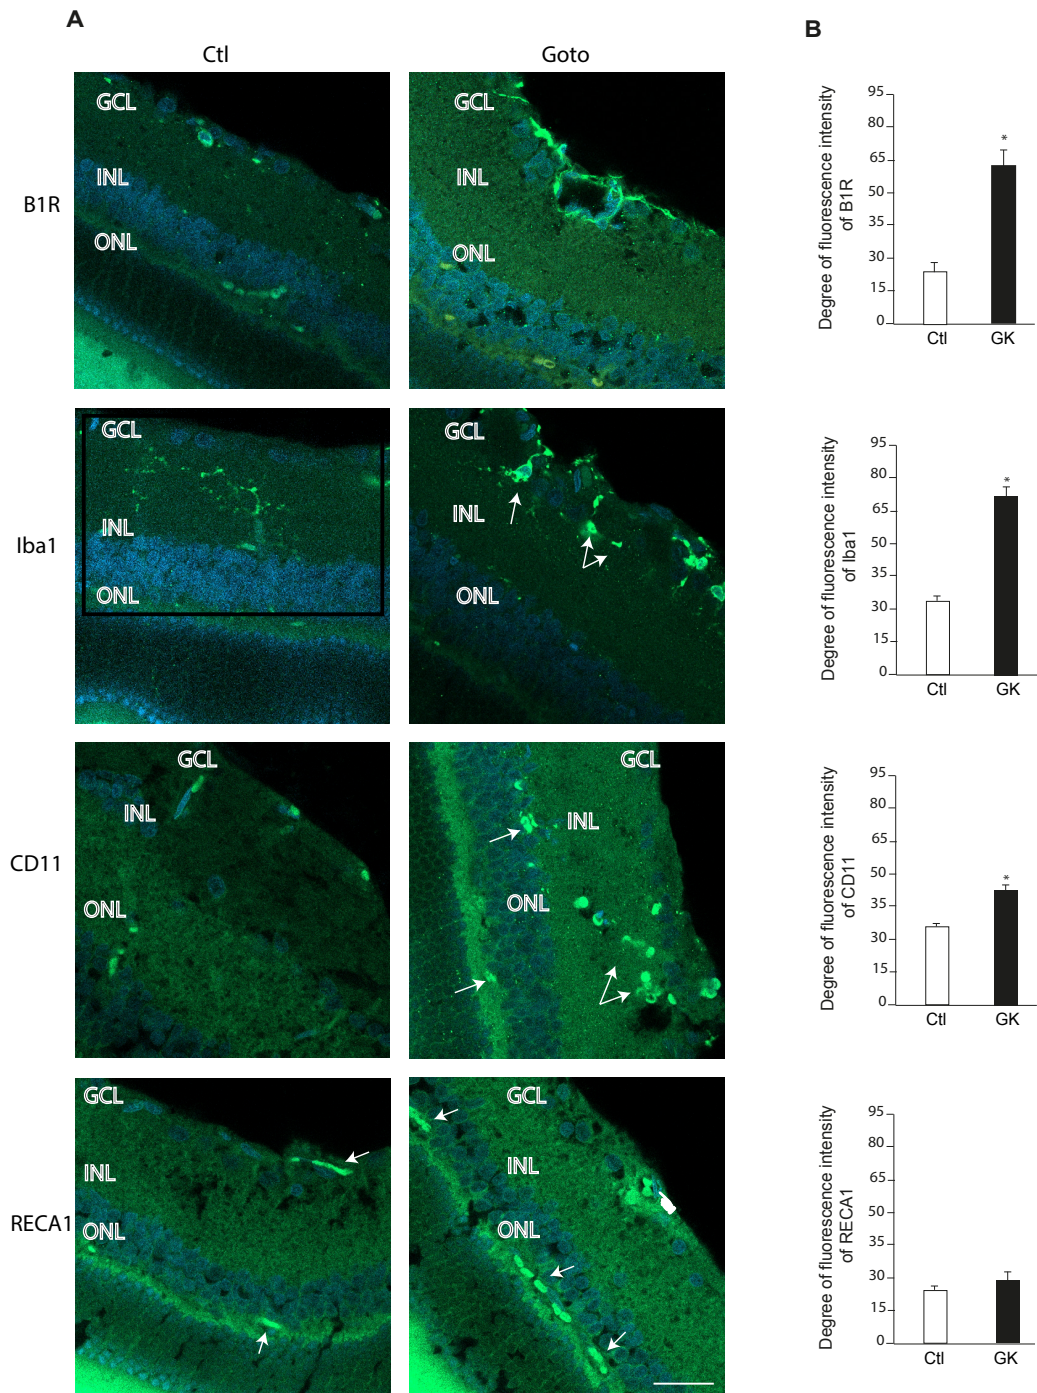 A
B
Ctl
Goto
B1R
GCL
INL
ONL
GCL
INL
ONL
Degree of fluorescence intensity
of B1R
95
80
65
50
30
15
0
*
Ctl
GK
Iba1
GCL
INL
ONL
GCL
INL
ONL
Degree of fluorescence intensity
of Iba1
95
80
65
50
35
30
15
0
*
Ctl
GK
CD11
GCL
INL
ONL
GCL
INL
ONL
Degree of fluorescence intensity
of CD11
95
80
65
50
35
30
15
0
*
Ctl
GK
RECA1
GCL
INL
ONL
GCL
INL
ONL
Degree of fluorescence intensity
of RECA1
95
80
65
50
35
30
15
0
Ctl
GK